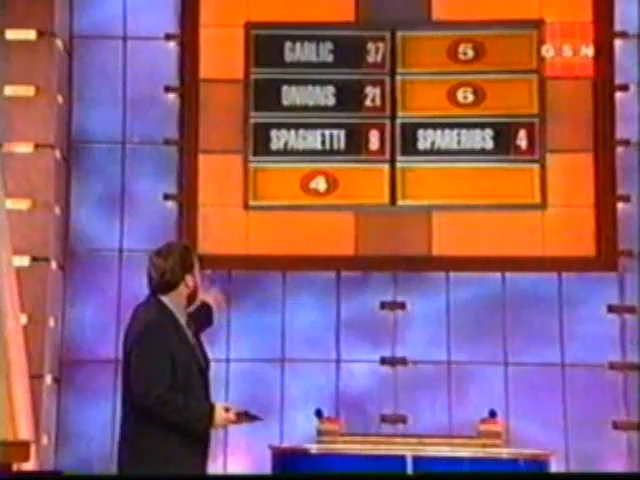 GARLIC 37
5
GSN
ONIONS 21
6
SPAGHETTI 8
SPARERIBS 4
4